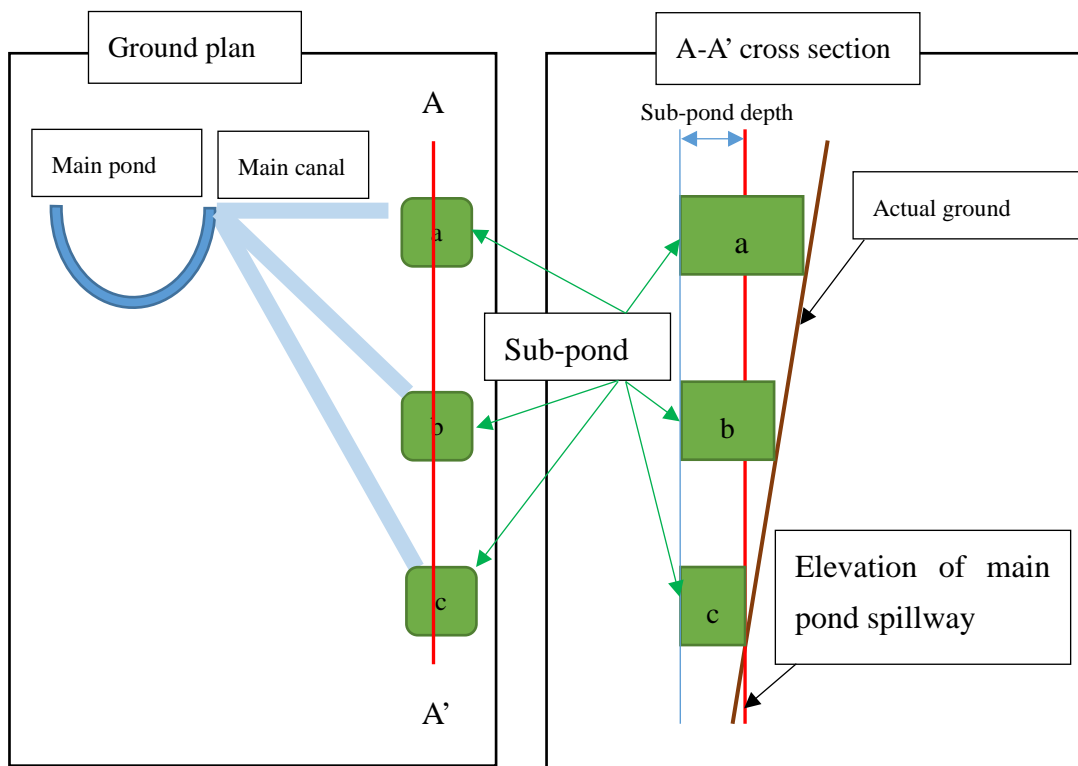 Ground plan
A
Main pond
Main canal
a
b
c
A’
Sub-pond
A-A’ cross section
Sub-pond depth
Actual ground
a
b
c
Elevation of main
pond spillway